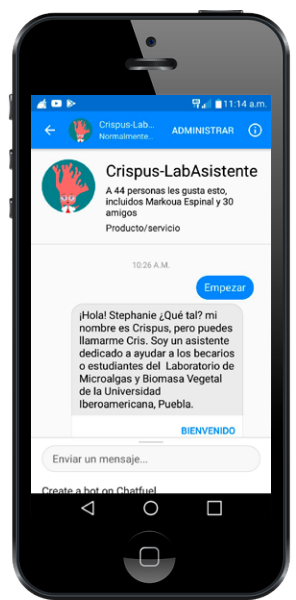 11:14 a.m.
Crispus-Lab...
Normalmente...
ADMINISTRAR
Crispus-LabAsistente
A 44 personas les gusta esto,
incluidos Markoua Espinal y 30
amigos
Producto/servicio
10:26 A.M.
Empezar
¡Hola! Stephanie ¿Qué tal? mi
nombre es Crispus, pero puedes
llamarme Cris. Soy un asistente
dedicado a ayudar a los becarios
o estudiantes del  Laboratorio de
Microalgas y Biomasa Vegetal
de la Universidad
Iberoamericana, Puebla.
BIENVENIDO
Enviar un mensaje...
Create a bot on Chatfuel